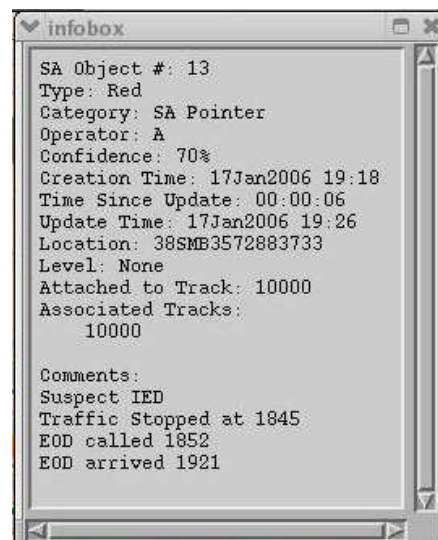 infobox
SA Object #: 13
Type: Red
Category: SA Pointer
Operator: A
Confidence: 70%
Creation Time: 17Jan2006 19:18
Time Since Update: 00:00:06
Update Time: 17Jan2006 19:26
Location: 38SMB3572883733
Level: None
Attached to Track: 10000
Associated Tracks:
10000
Comments:
Suspect IED
Traffic Stopped at 1845
EOD called 1852
EOD arrived 1921